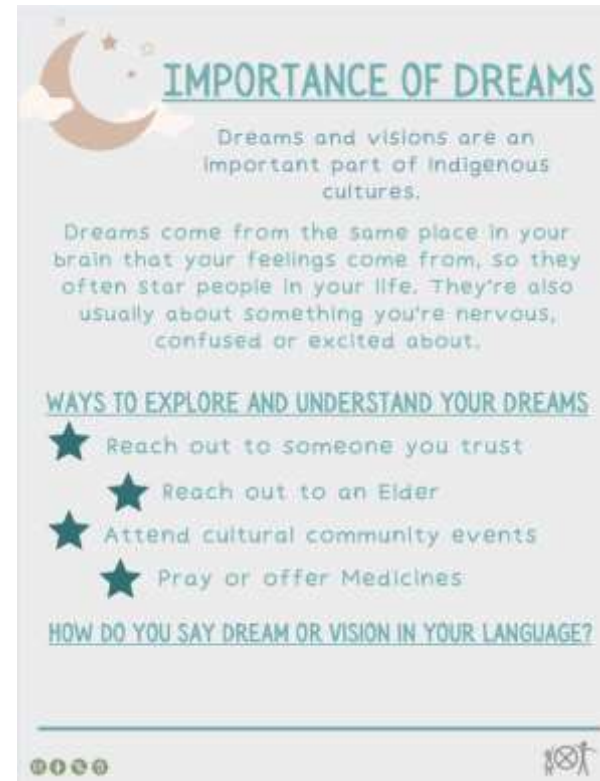 IMPORTANCE OF DREAMS
Dreams and visions are an
important part of Indigenous
cultures.
Dreams come from the same place in your
brain that your feelings come from, so they
often star people in your life. They're also
usually about something you're nervous,
confused or excited about.
WAYS TO EXPLORE AND UNDERSTAND YOUR DREAMS
Reach out to someone you trust
Reach out to an Elder
Attend cultural community events
Pray or offer Medicines
HOW DO YOU SAY DREAM OR VISION IN YOUR LANGUAGE?